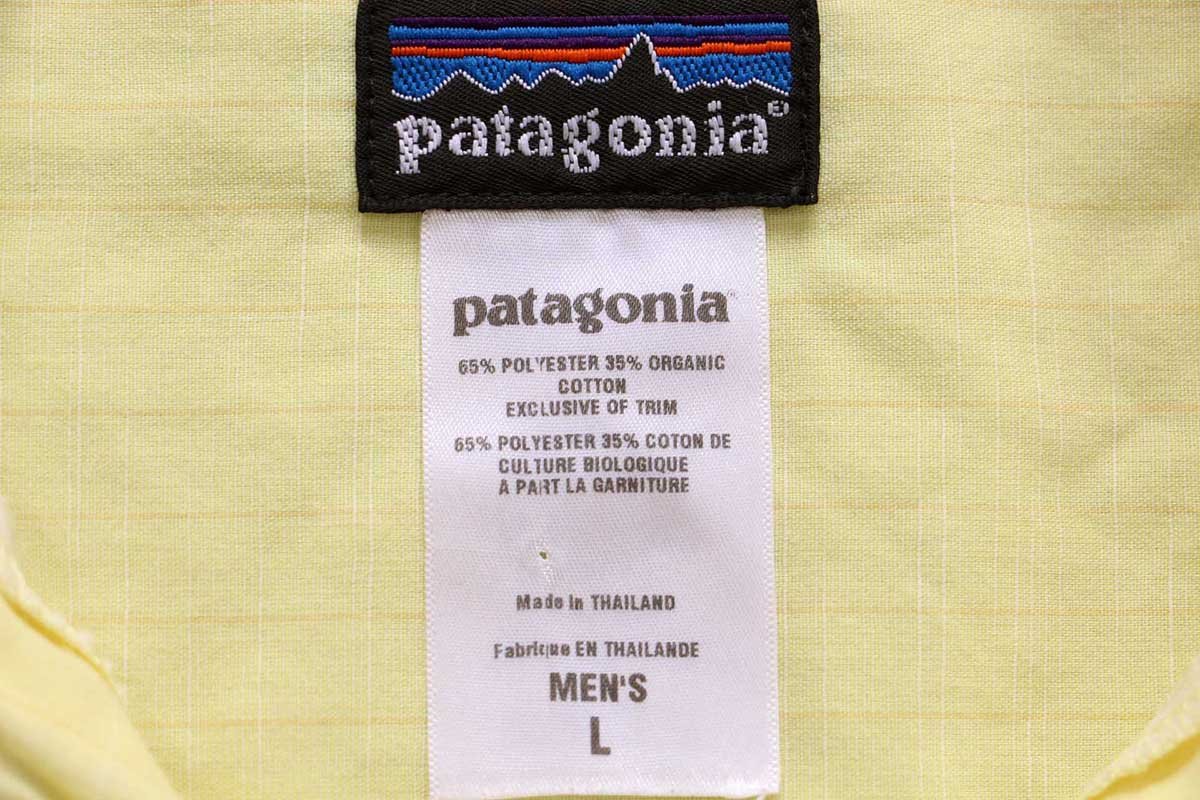 patagonia®
patagonia™
65% POLYESTER 35% ORGANIC
COTTON
EXCLUSIVE OF TRIM
65% POLYESTER 35% COTON DE
CULTURE BIOLOGIQUE
A PART LA GARNITURE
Made in THAILAND
Fabrique EN THAILANDE
MEN'S
L